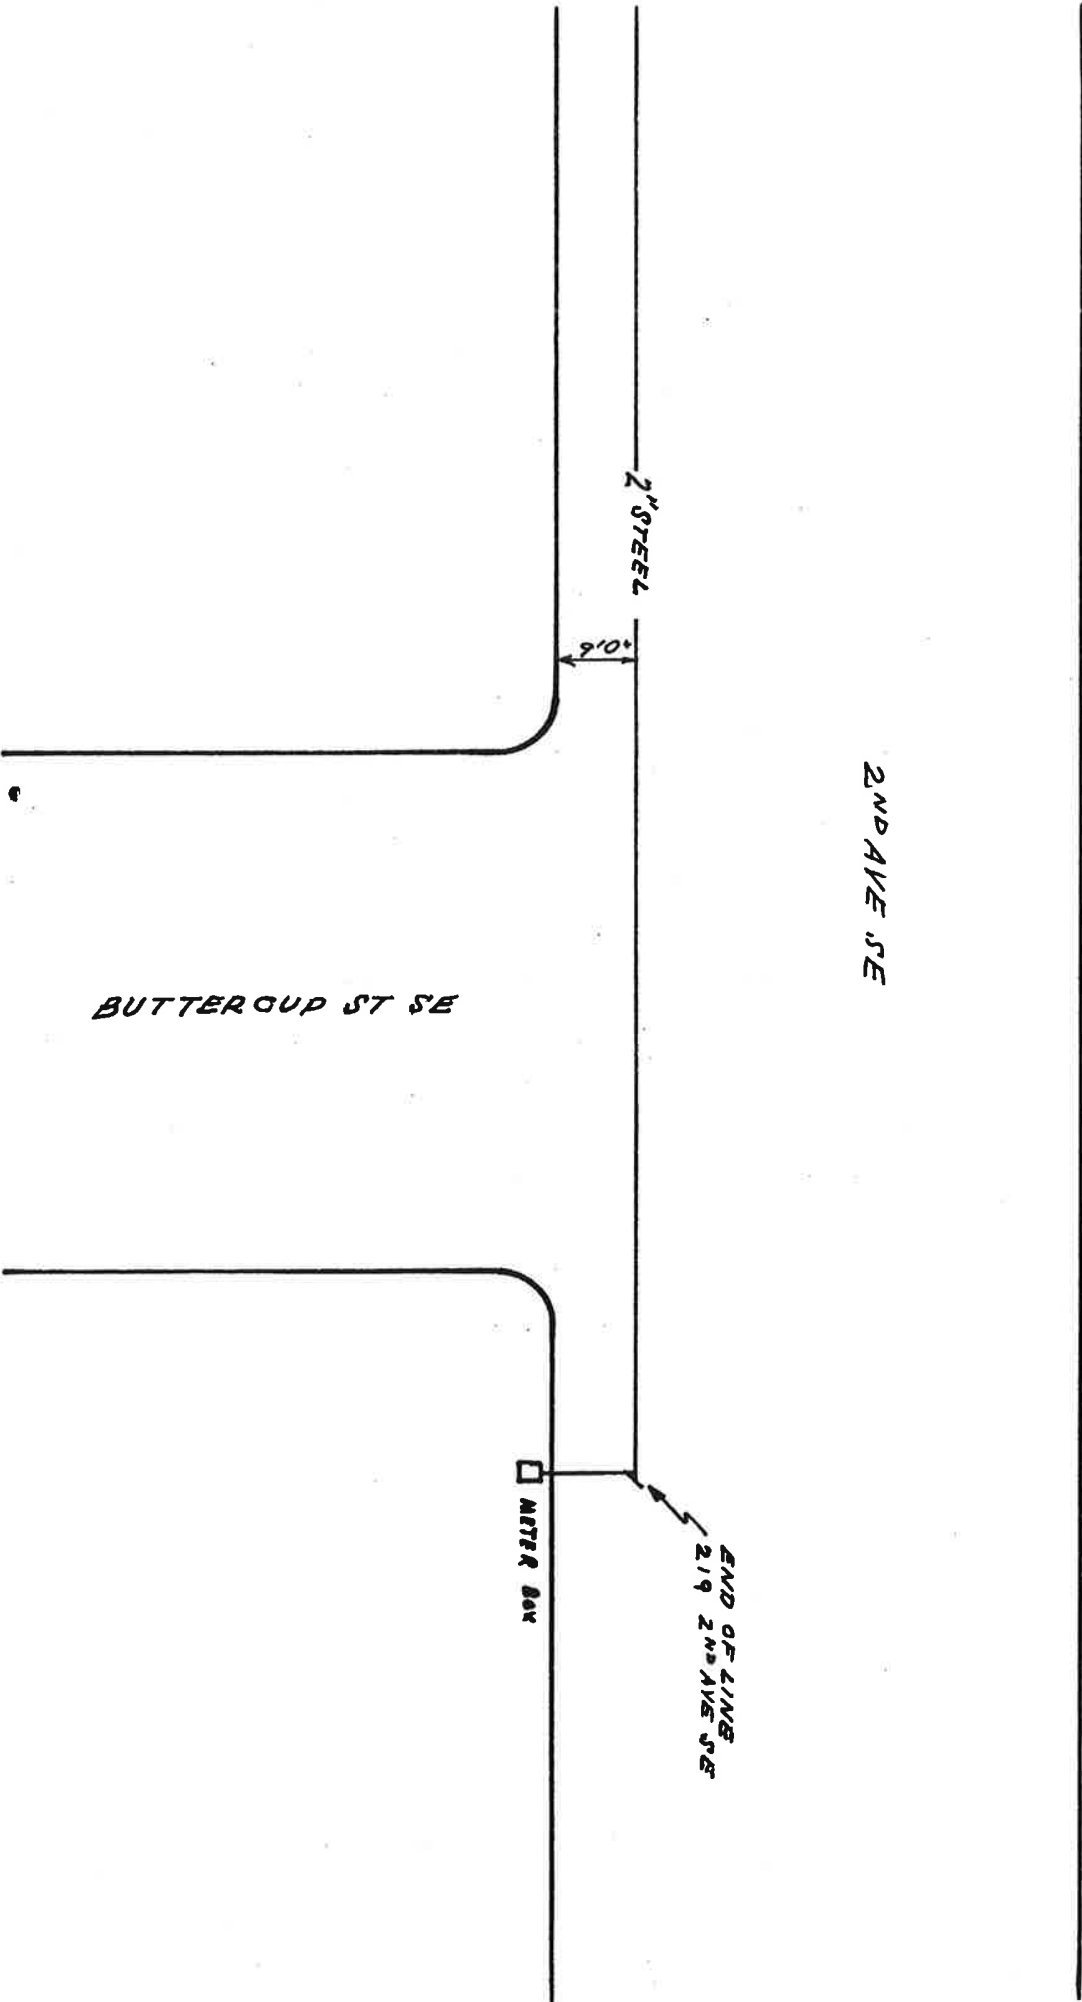 2ND AVE SE
END OF LINE
219 2ND AVE SE
2" STEEL
9'0"
METER BOX
BUTTERCUP ST SE